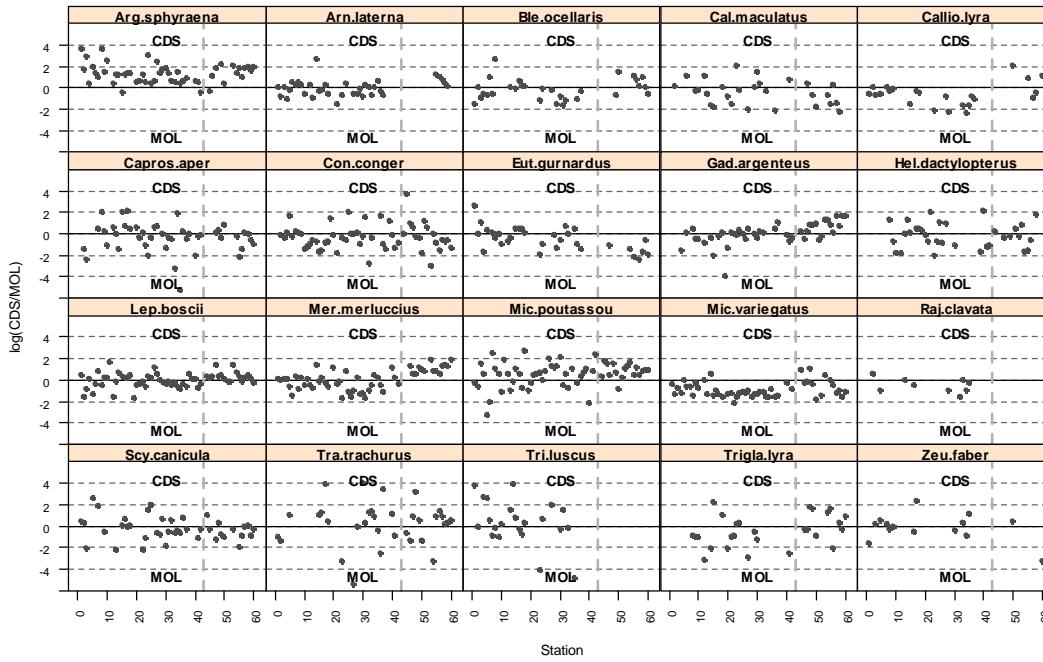 Arg.sphyraena Arn.laterna Ble.ocellaris Cal.maculatus Callio.lyra
CDS CDS CDS CDS CDS
4
2
0
-2
-4
MOL MOL MOL MOL MOL
Capros.aper Con.conger Eut.gurnardus Gad.argenteus Hel.dactylopterus
CDS CDS CDS CDS CDS
4
2
0
-2
-4
MOL MOL MOL MOL MOL
Lep.boscii Mer.merluccius Mic.poutassou Mic.variegatus Raj.clavata
CDS CDS CDS CDS CDS
4
2
0
-2
-4
MOL MOL MOL MOL MOL
Scy.canicula Tra.trachurus Tri.luscus Trigla.lyra Zeu.faber
CDS CDS CDS CDS CDS
4
2
0
-2
-4
MOL MOL MOL MOL MOL
0 10 20 30 40 50 60 0 10 20 30 40 50 60 0 10 20 30 40 50 60 0 10 20 30 40 50 60 0 10 20 30 40 50 60
log(CDS/MOL)
Station